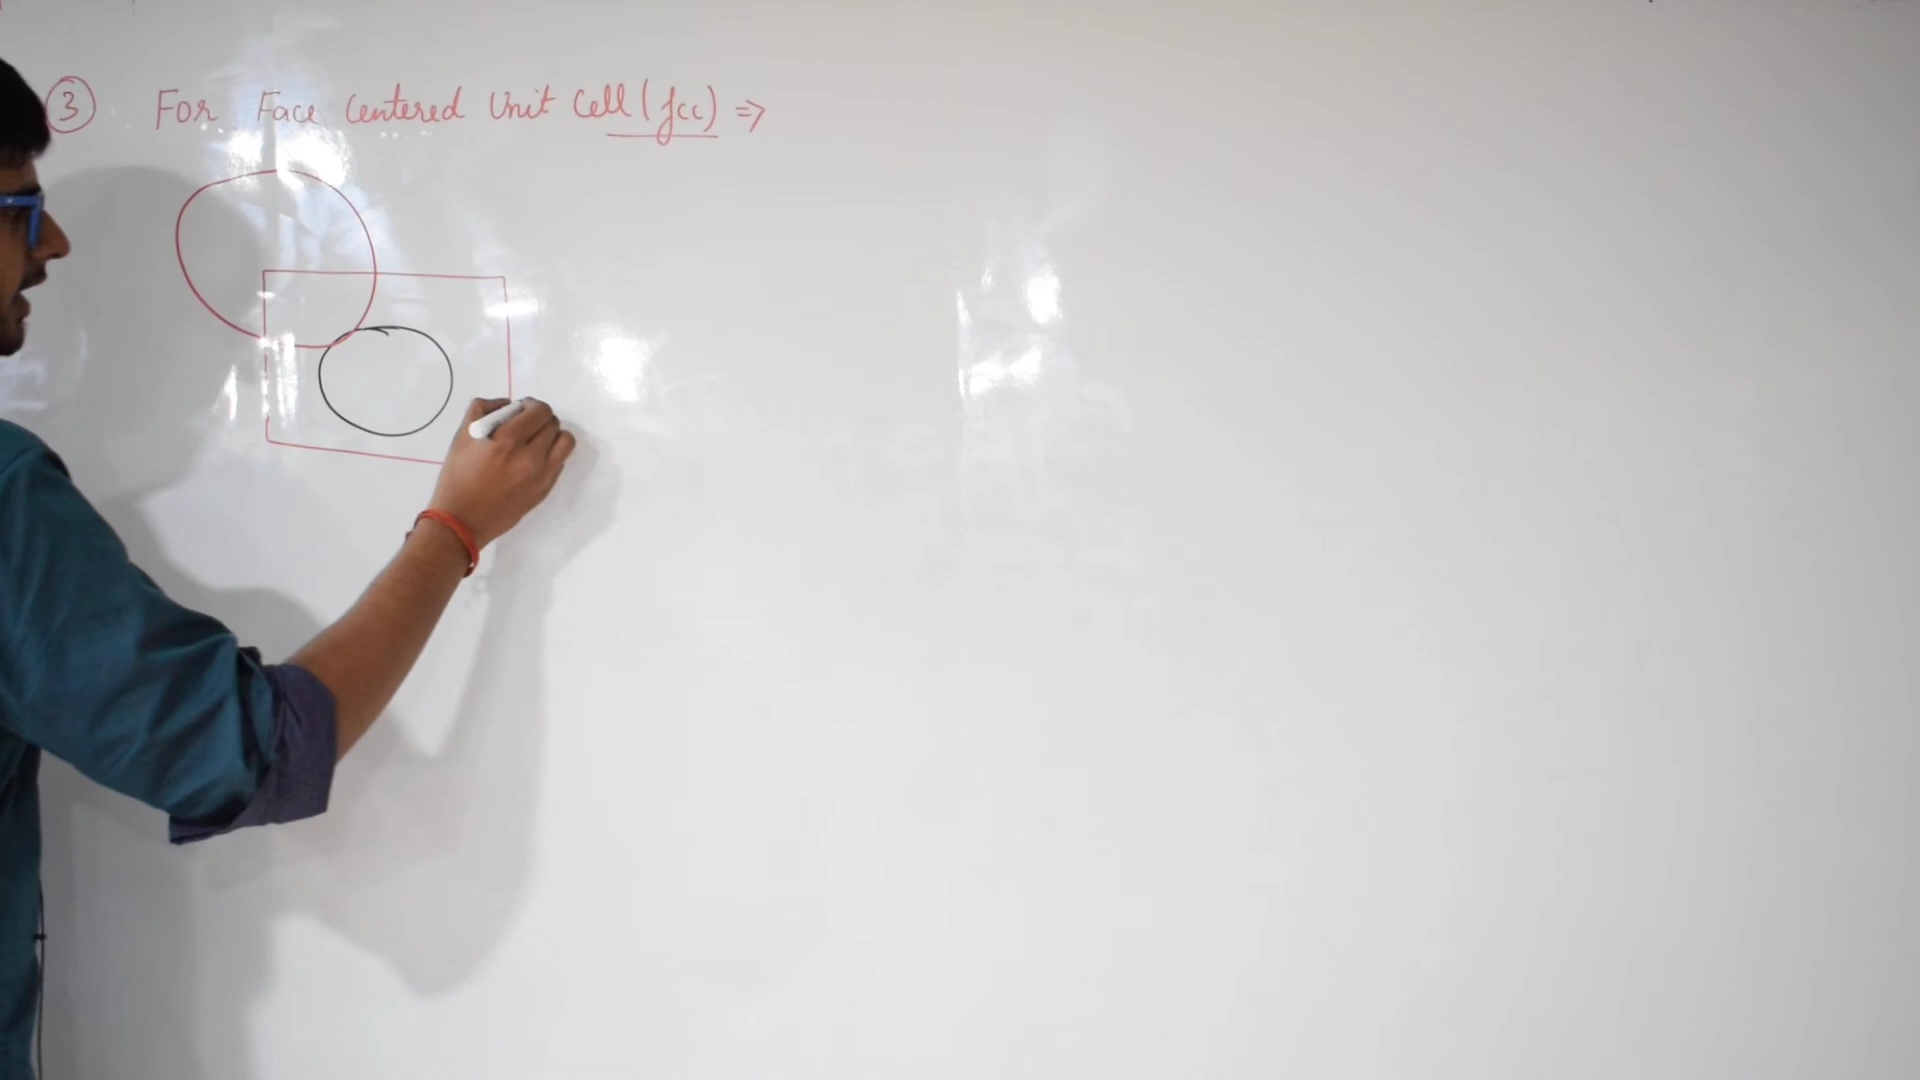 3 For Face Centered Unit Cell (fcc) ⇒